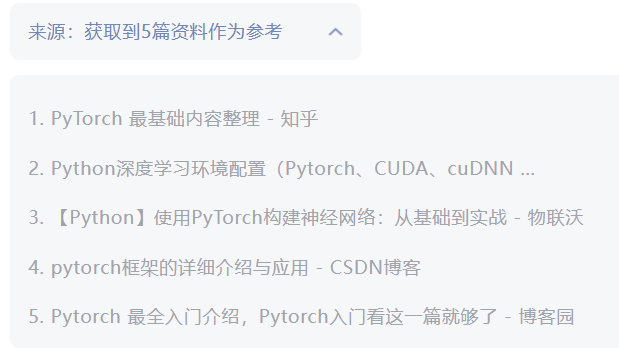 来源：获取到5篇资料作为参考
1. PyTorch 最基础内容整理 - 知乎
2. Python深度学习环境配置（Pytorch、CUDA、cuDNN ...
3. 【Python】使用PyTorch构建神经网络：从基础到实战 - 物联沃
4. pytorch框架的详细介绍与应用 - CSDN博客
5. Pytorch 最全入门介绍，Pytorch入门看这一篇就够了 - 博客园